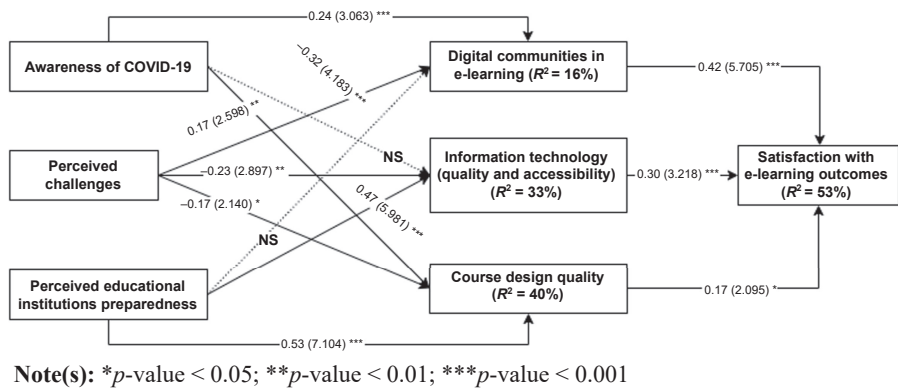 0.24 (3.063) ***
Awareness of COVID-19
Digital communities in
e-learning (R² = 16%)
–0.32 (4.183) ***
0.42 (5.705) ***
0.17 (2.598) **
NS
Perceived
challenges
–0.23 (2.897) **
Information technology
(quality and accessibility)
(R² = 33%)
0.30 (3.218) ***
Satisfaction with
e-learning outcomes
(R² = 53%)
–0.17 (2.140) *
0.47 (5.981) ***
NS
Perceived educational
institutions preparedness
Course design quality
(R² = 40%)
0.17 (2.095) *
0.53 (7.104) ***
Note(s): *p-value < 0.05; **p-value < 0.01; ***p-value < 0.001